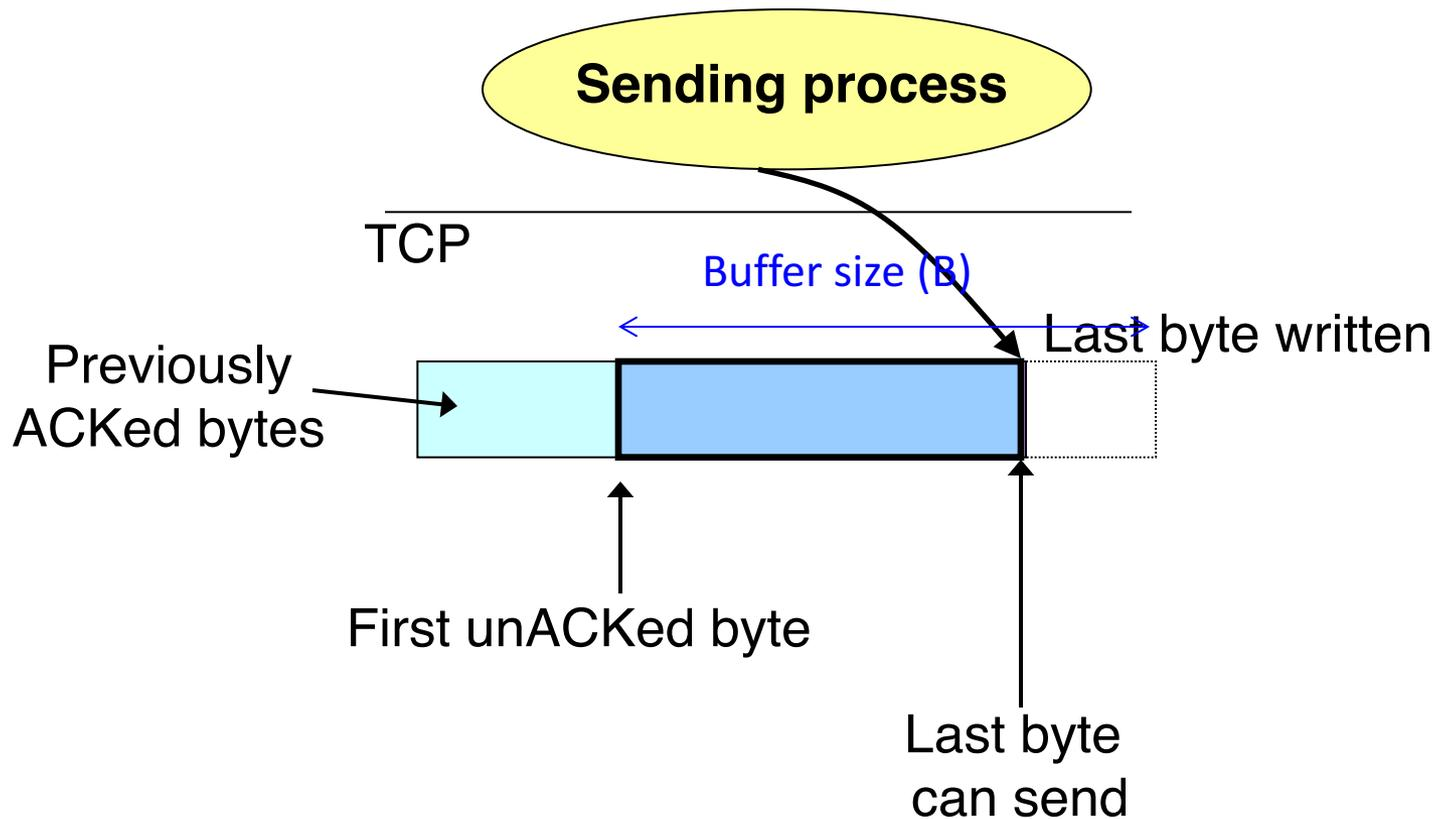 Sending process
TCP
Buffer size (B)
Last byte written
Previously
ACKed bytes
First unACKed byte
Last byte
can send